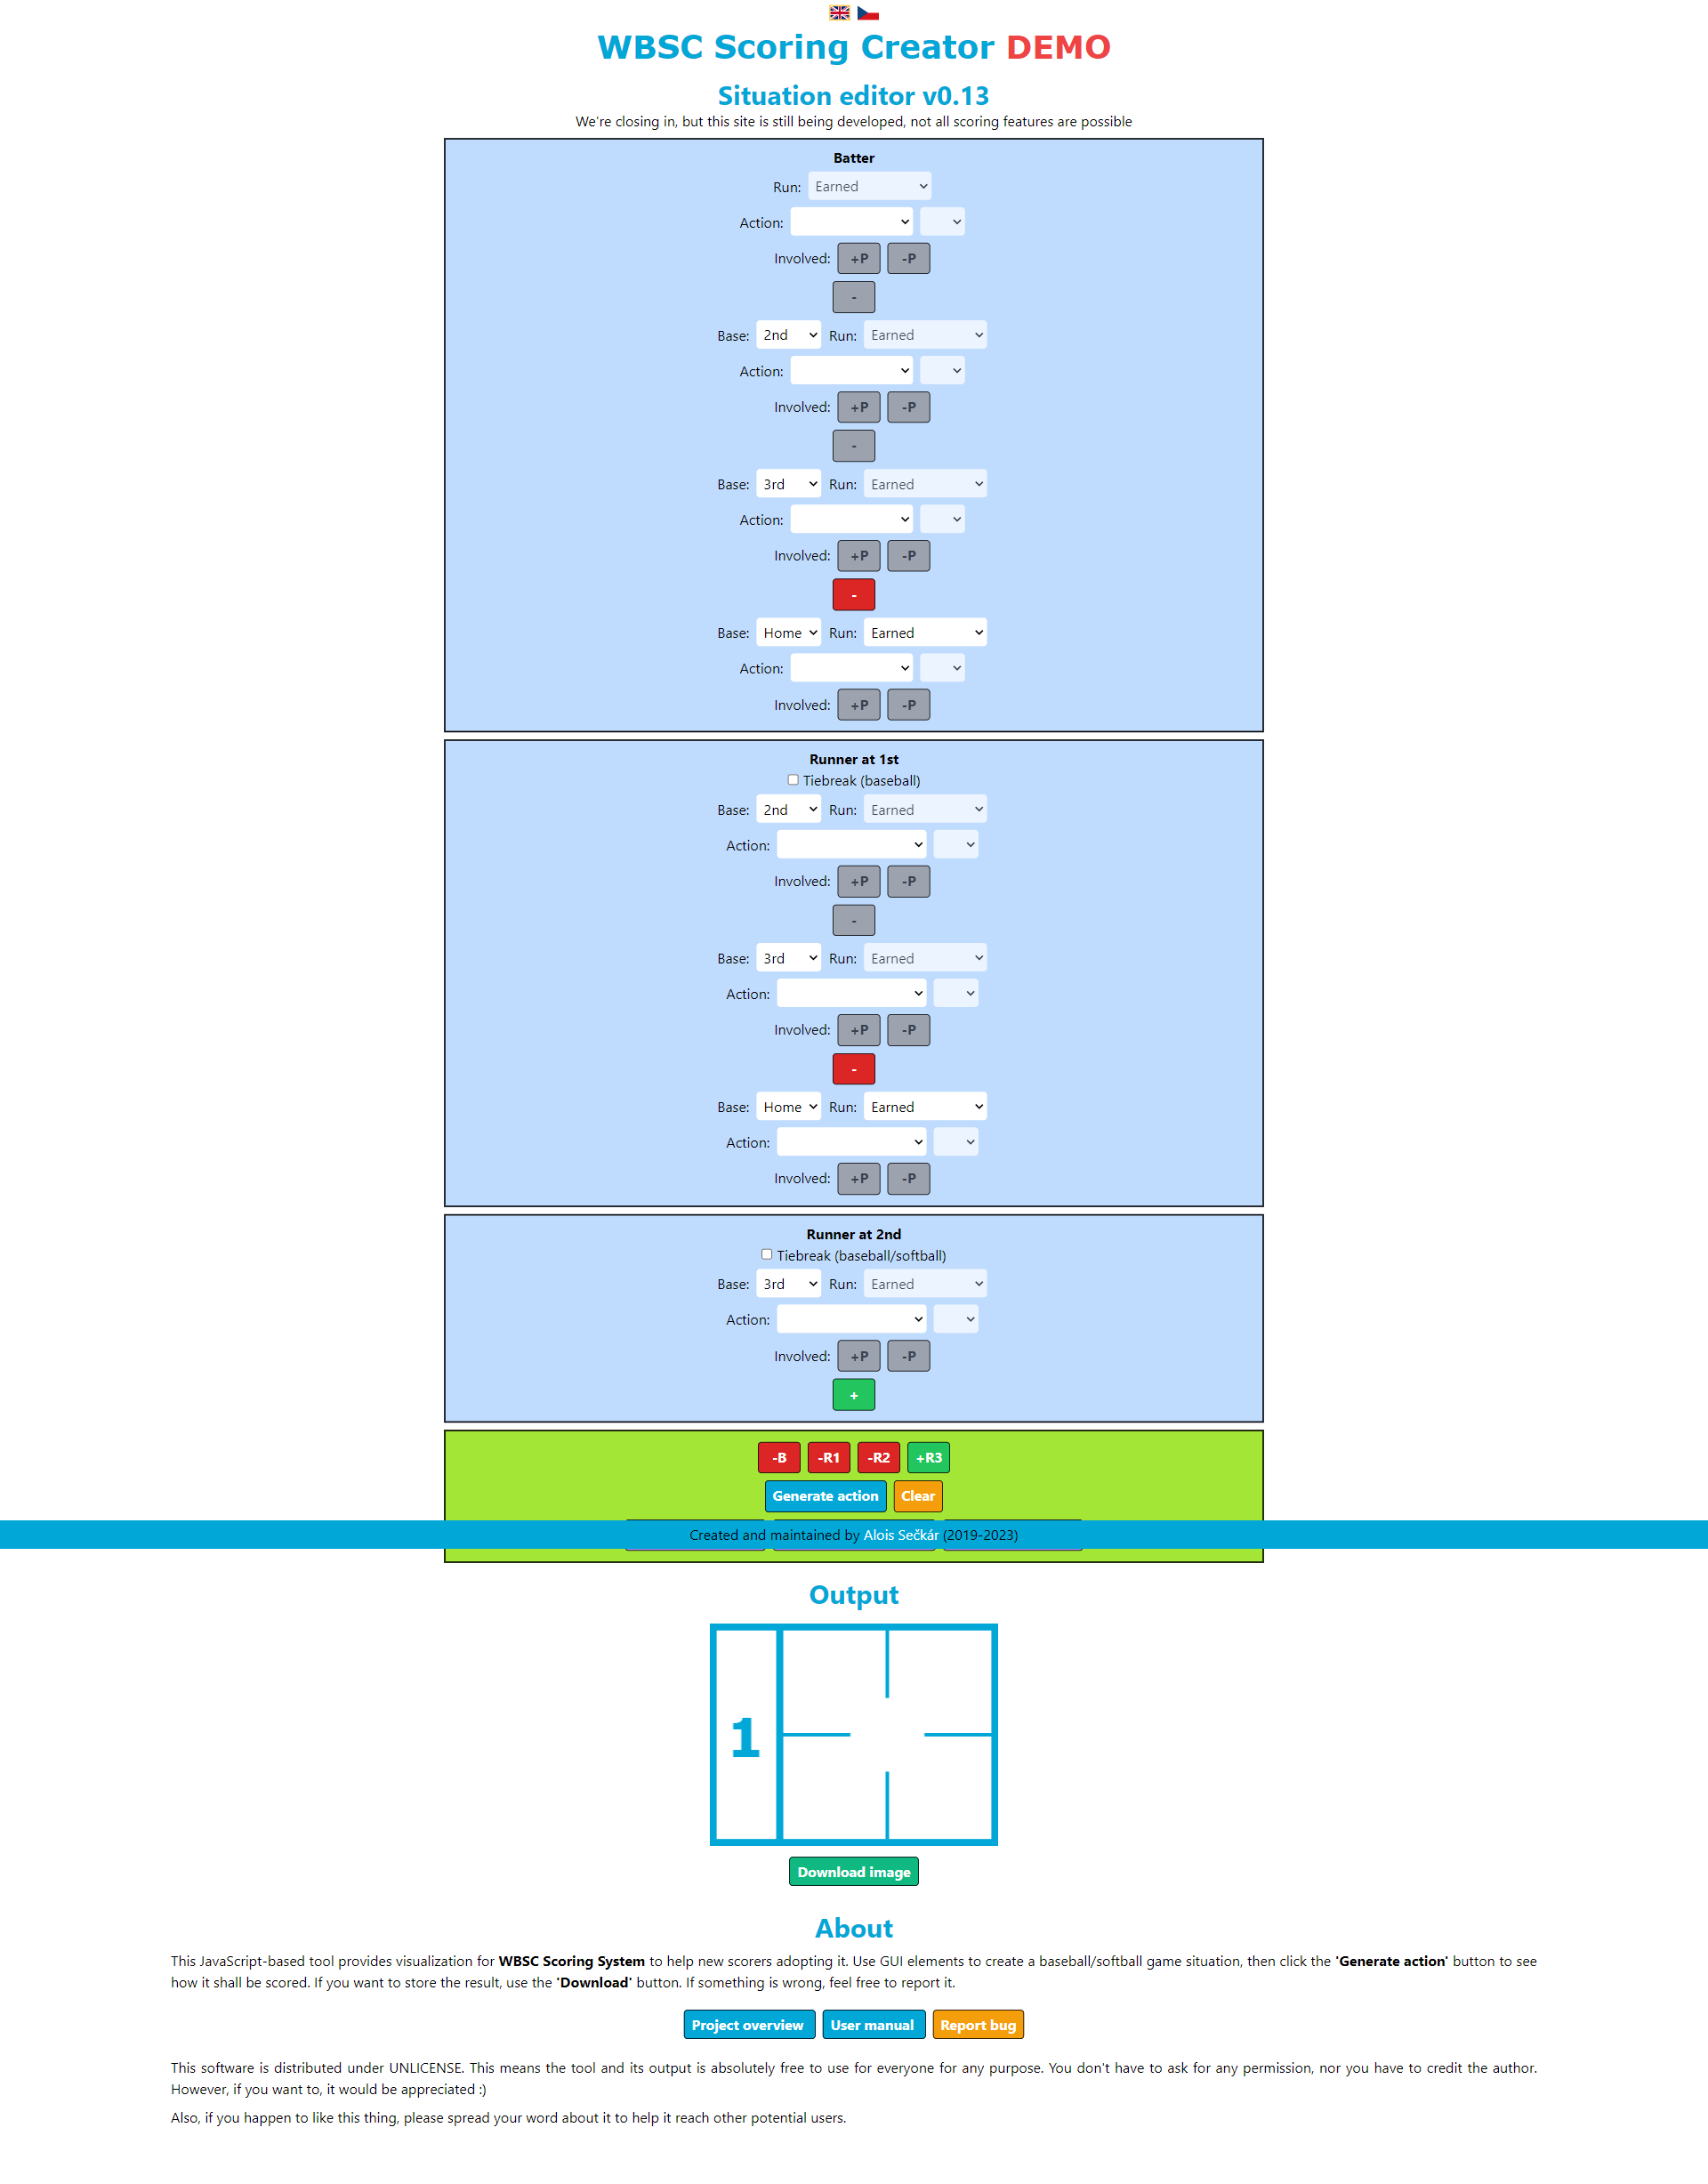 WBSC Scoring Creator DEMO
Situation editor v0.13
We're closing in, but this site is still being developed, not all scoring features are possible
Batter
Run: Earned
Action:
Involved: +P -P
-
Base: 2nd Run: Earned
Action:
Involved: +P -P
-
Base: 3rd Run: Earned
Action:
Involved: +P -P
-
Base: Home Run: Earned
Action:
Involved: +P -P
Runner at 1st
Tiebreak (baseball)
Base: 2nd Run: Earned
Action:
Involved: +P -P
-
Base: 3rd Run: Earned
Action:
Involved: +P -P
-
Base: Home Run: Earned
Action:
Involved: +P -P
Runner at 2nd
Tiebreak (baseball/softball)
Base: 3rd Run: Earned
Action:
Involved: +P -P
+
-B -R1 -R2 +R3
Generate action Clear
Created and maintained by Alois Sečkár (2019-2023)
Output
1
Download image
About
This JavaScript-based tool provides visualization for WBSC Scoring System to help new scorers adopting it. Use GUI elements to create a baseball/softball game situation, then click the 'Generate action' button to see
how it shall be scored. If you want to store the result, use the 'Download' button. If something is wrong, feel free to report it.
Project overview User manual Report bug
This software is distributed under UNLICENSE. This means the tool and its output is absolutely free to use for everyone for any purpose. You don't have to ask for any permission, nor you have to credit the author.
However, if you want to, it would be appreciated :)
Also, if you happen to like this thing, please spread your word about it to help it reach other potential users.